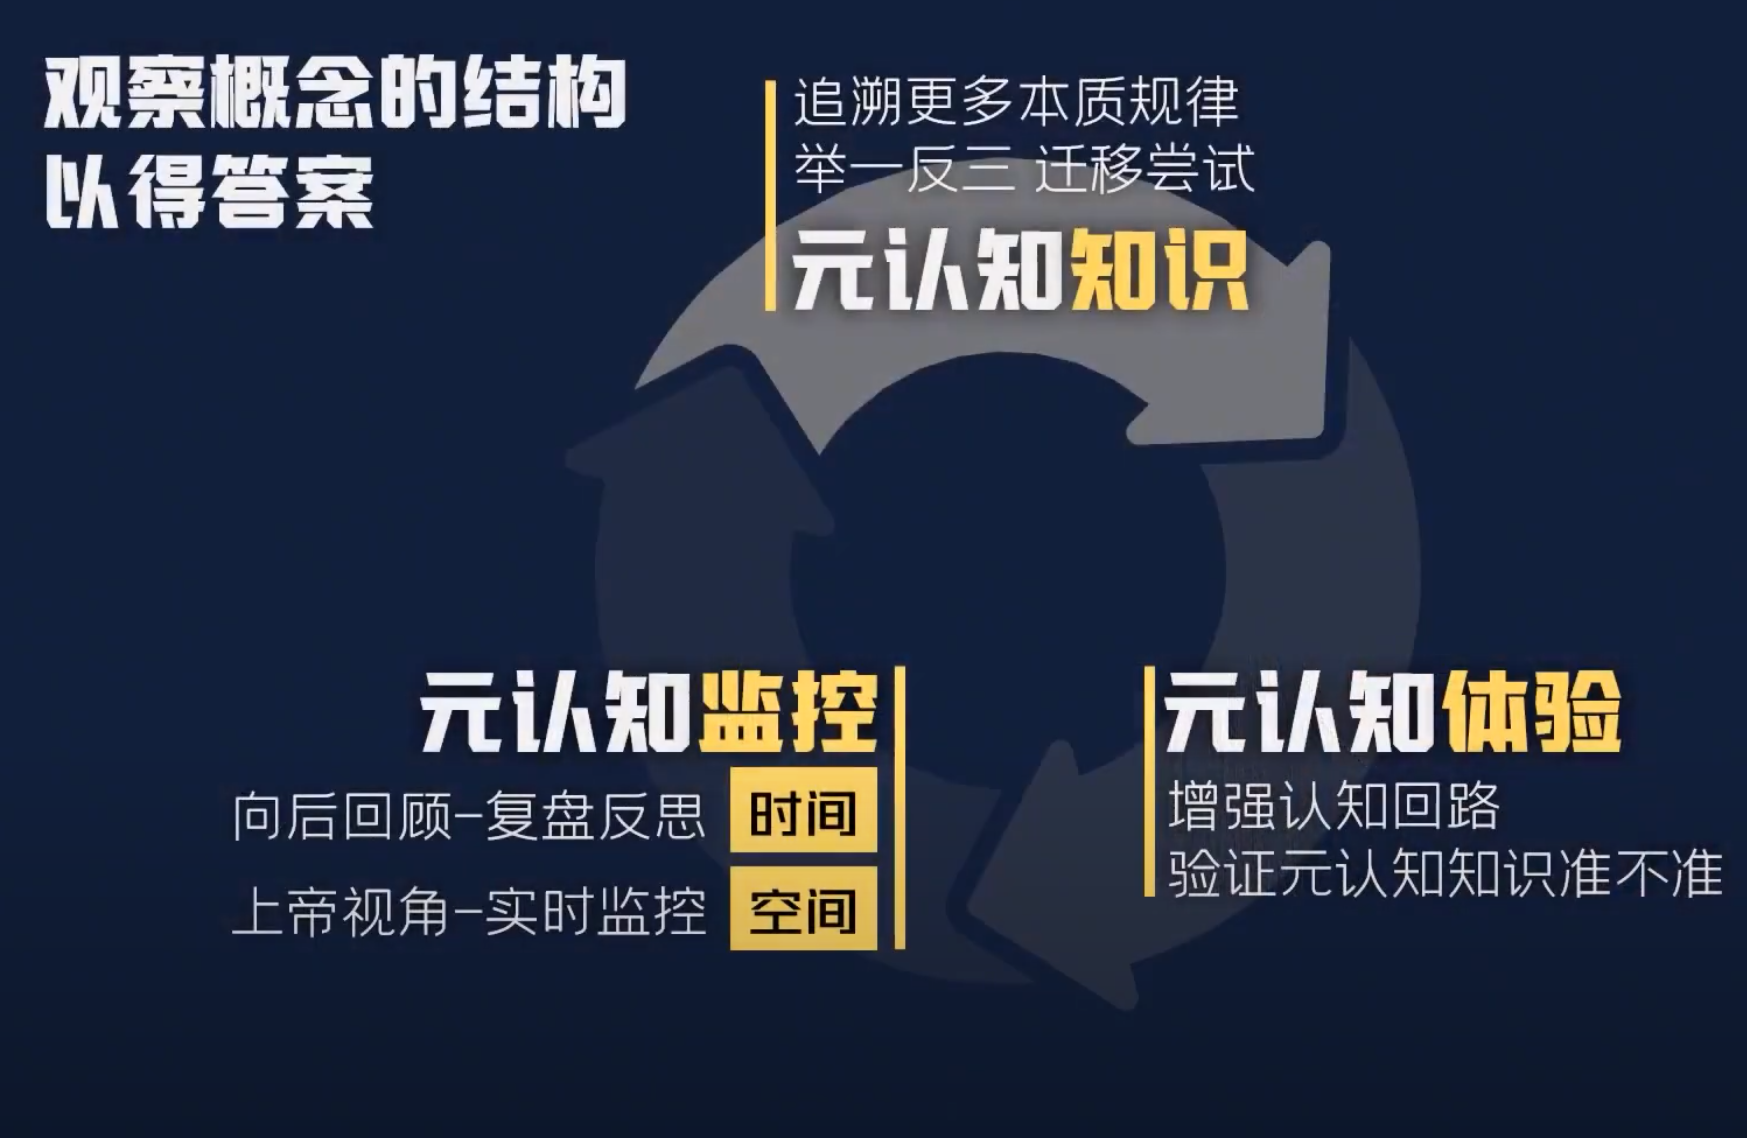 观察概念的结构
以得答案
追溯更多本质规律
举一反三 迁移尝试
元认知知识
元认知监控
向后回顾-复盘反思 时间
上帝视角-实时监控 空间
元认知体验
增强认知回路
验证元认知知识准不准